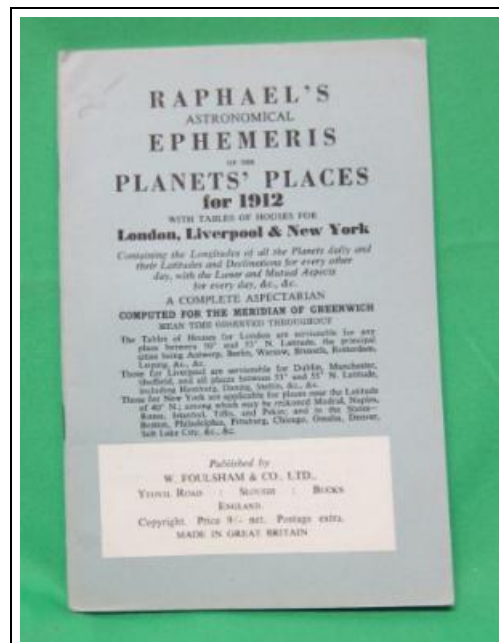 RAPHAEL'S
ASTRONOMICAL
EPHEMERIS
OF THE
PLANETS' PLACES
for 1912
WITH TABLES OF HOUSES FOR
London, Liverpool & New York
Containing the Longitudes of all the Planets daily and
their Latitudes and Declinations for every other
day, with the Lunar and Mutual Aspects
for every day, &c., &c.
A COMPLETE ASPECTARIAN
COMPUTED FOR THE MERIDIAN OF GREENWICH
MEAN TIME OBSERVED THROUGHOUT
The Tables of Houses for London are serviceable for any
place between 50° and 53° N. Latitude, the principal
cities being Antwerp, Berlin, Warsaw, Brussels, Rotterdam,
Leipzig, &c., &c.
Those for Liverpool are serviceable for Dublin, Manchester,
Sheffield, and all places between 53° and 55° N. Latitude,
including Hamburg, Danzig, Stettin, &c., &c.
Those for New York are applicable for places near the Latitude
of 40° N.; among which may be reckoned Madrid, Naples,
Rome, Istanbul, Tiflis, and Pekin; and in the States—
Boston, Philadelphia, Pittsburg, Chicago, Omaha, Denver,
Salt Lake City, &c., &c.
Published by
W. FOULSHAM & CO., LTD.,
YEOVIL ROAD : SLOUGH : BUCKS
ENGLAND.
Copyright. Price 9/- net. Postage extra.
MADE IN GREAT BRITAIN